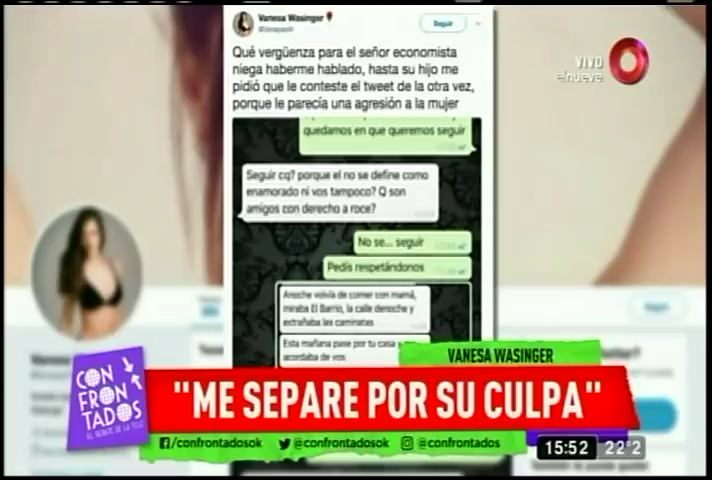 Vanesa Wasinger
Seguir
Qué vergüenza para el señor economista
niega haberme hablado, hasta su hijo me
pidió que le conteste el tweet de la otra vez,
porque le parecía una agresión a la mujer
VIVO
elnueve
quedamos en que queremos seguir
Seguir cq? porque el no se define como
enamorado ni vos tampoco? Q son
amigos con derecho a roce?
No se... seguir
Pedis respetándonos
Anoche volvía de comer con mamá,
miraba El Barrio, la calle denoche y
extrañaba las caminatas
Esta mañana pase por tu casa y
acordaba de vos
VANESA WASINGER
CON
FRON
TADOS
EL DEBATE DE LA TELE
"ME SEPARE POR SU CULPA"
/confrontadosok @confrontadosok @confrontados
15:52 22°2